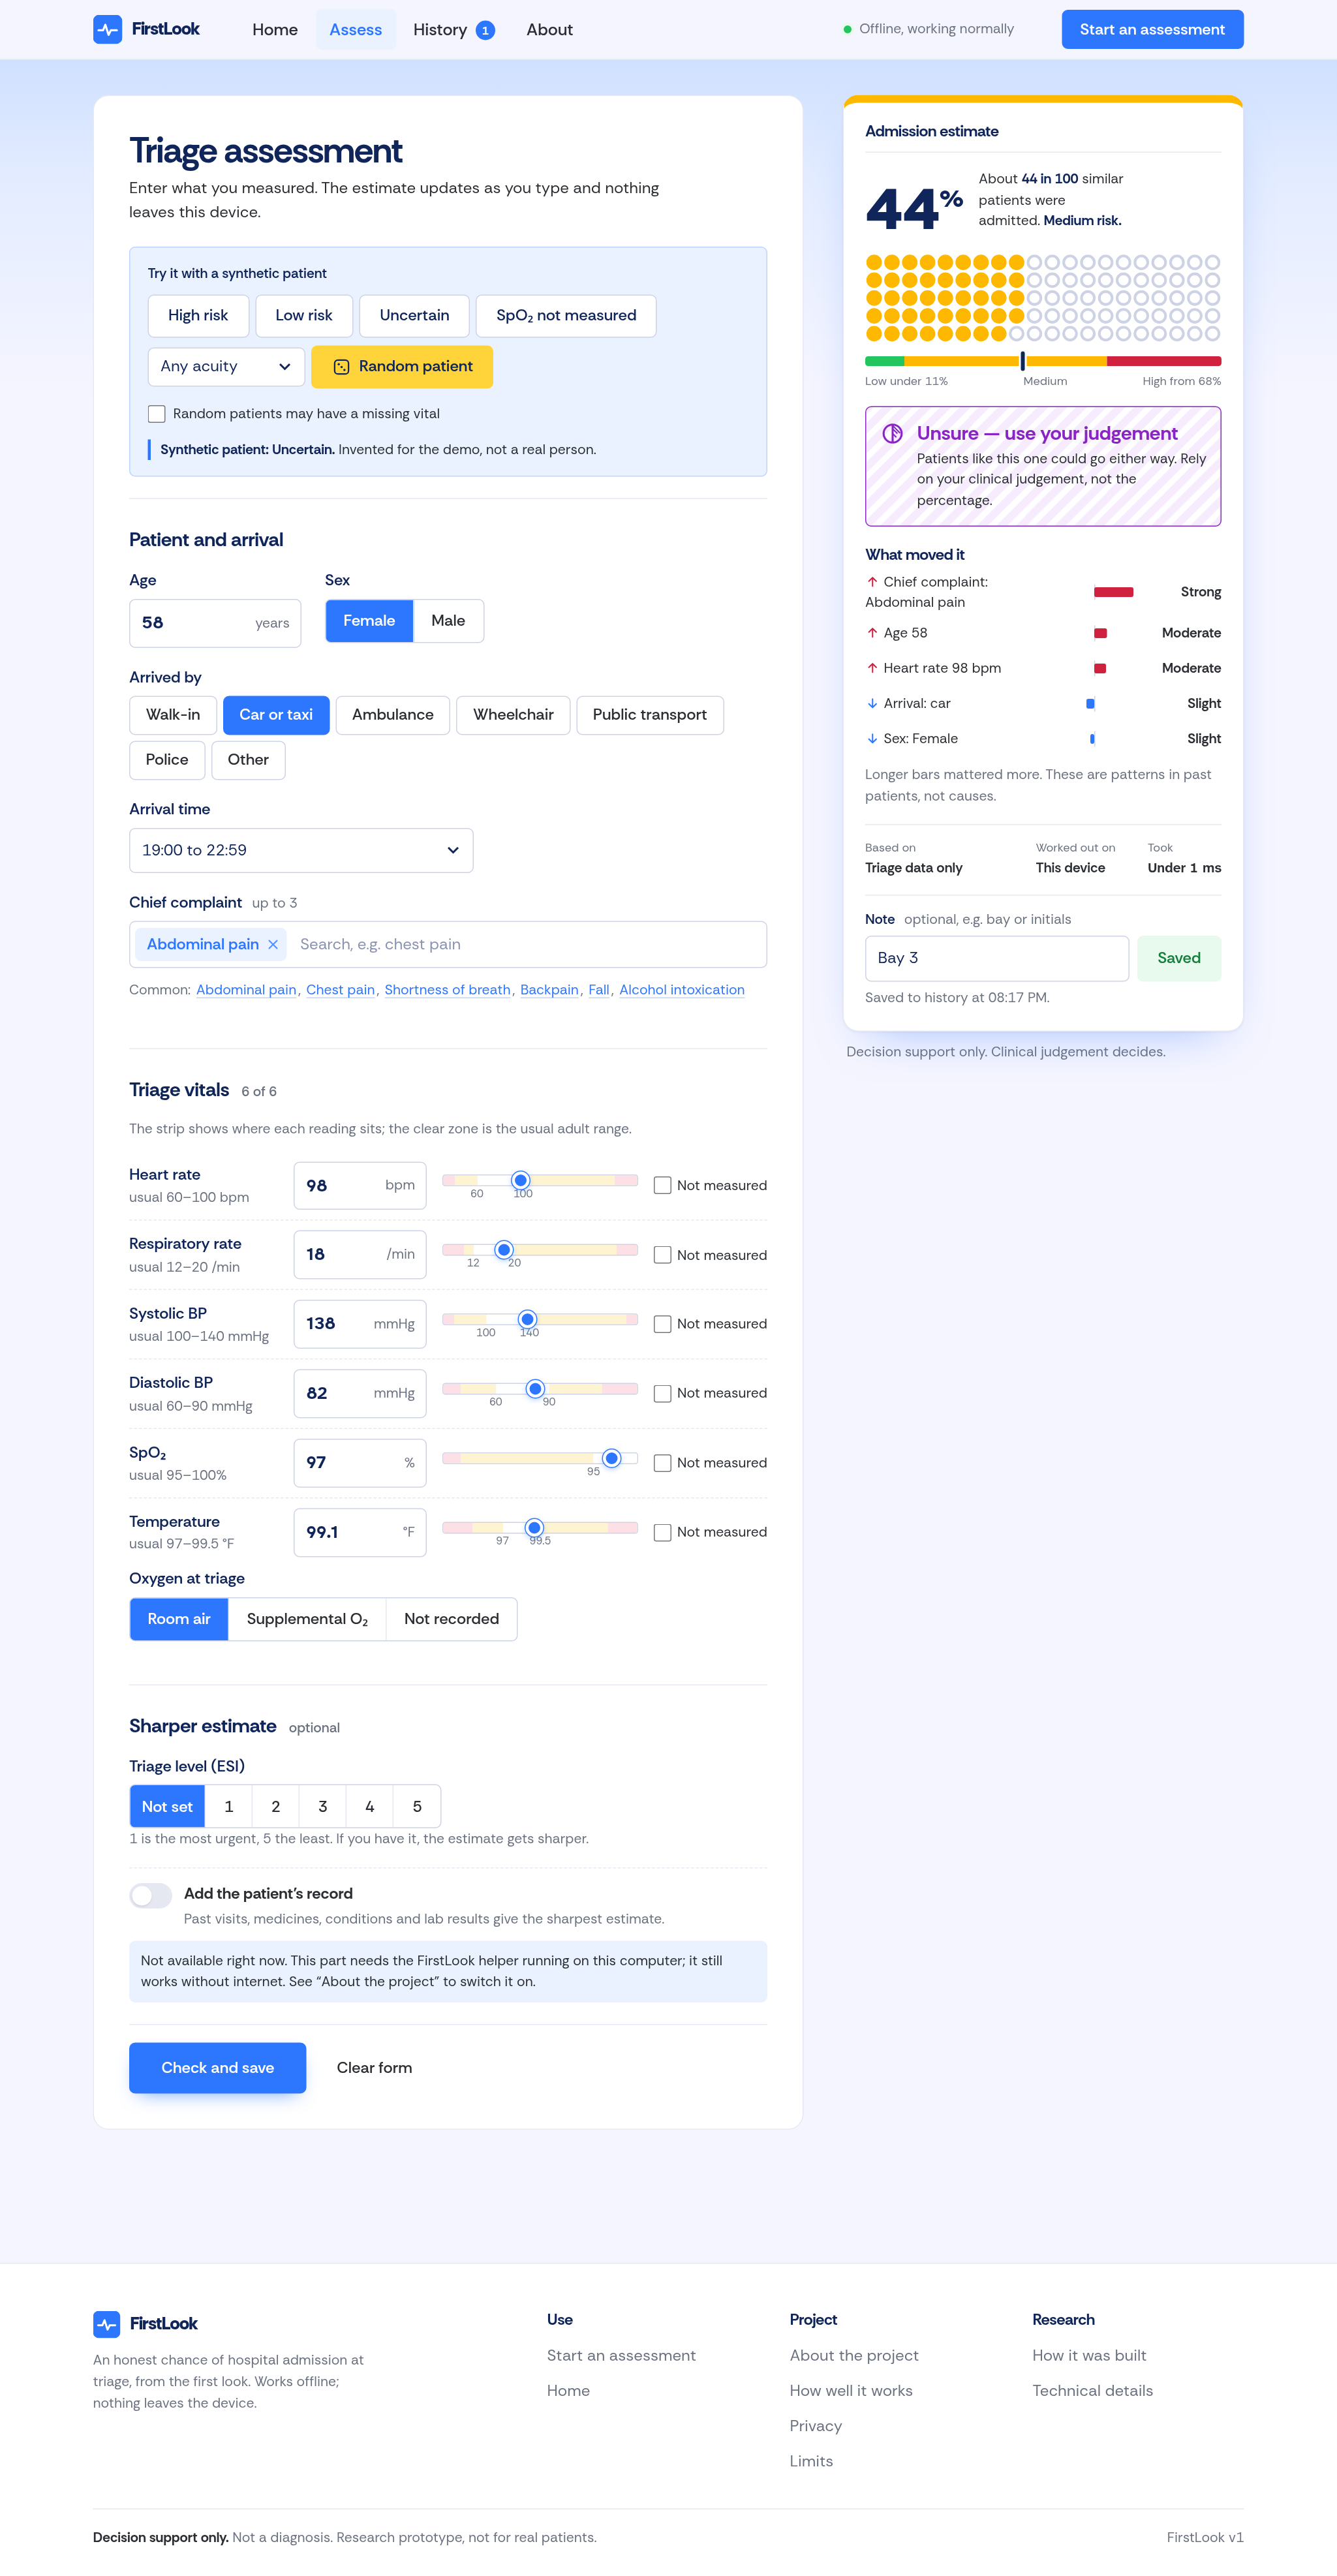 FirstLook
Home
Assess
History 1
About
Offline, working normally
Start an assessment
Triage assessment
Enter what you measured. The estimate updates as you type and nothing
leaves this device.
Try it with a synthetic patient
High risk
Low risk
Uncertain
SpO₂ not measured
Any acuity
Random patient
Random patients may have a missing vital
Synthetic patient: Uncertain. Invented for the demo, not a real person.
Patient and arrival
Age
Sex
58 years
Female
Male
Arrived by
Walk-in
Car or taxi
Ambulance
Wheelchair
Public transport
Police
Other
Arrival time
19:00 to 22:59
Chief complaint up to 3
Abdominal pain
Search, e.g. chest pain
Common: Abdominal pain, Chest pain, Shortness of breath, Backpain, Fall, Alcohol intoxication
Triage vitals 6 of 6
The strip shows where each reading sits; the clear zone is the usual adult range.
Heart rate
usual 60–100 bpm
98 bpm
60 100
Not measured
Respiratory rate
usual 12–20 /min
18 /min
12 20
Not measured
Systolic BP
usual 100–140 mmHg
138 mmHg
100 140
Not measured
Diastolic BP
usual 60–90 mmHg
82 mmHg
60 90
Not measured
SpO₂
usual 95–100%
97 %
95
Not measured
Temperature
usual 97–99.5 °F
99.1 °F
97 99.5
Not measured
Oxygen at triage
Room air
Supplemental O₂
Not recorded
Sharper estimate optional
Triage level (ESI)
Not set 1 2 3 4 5
1 is the most urgent, 5 the least. If you have it, the estimate gets sharper.
Add the patient's record
Past visits, medicines, conditions and lab results give the sharpest estimate.
Not available right now. This part needs the FirstLook helper running on this computer; it still
works without internet. See “About the project” to switch it on.
Check and save
Clear form
Admission estimate
44%
About 44 in 100 similar
patients were
admitted. Medium risk.
Low under 11%
Medium
High from 68%
Unsure — use your judgement
Patients like this one could go either way. Rely
on your clinical judgement, not the
percentage.
What moved it
↑ Chief complaint:
Abdominal pain
Strong
↑ Age 58
Moderate
↑ Heart rate 98 bpm
Moderate
↓ Arrival: car
Slight
↓ Sex: Female
Slight
Longer bars mattered more. These are patterns in past
patients, not causes.
Based on
Triage data only
Worked out on
This device
Took
Under 1 ms
Note optional, e.g. bay or initials
Bay 3
Saved
Saved to history at 08:17 PM.
Decision support only. Clinical judgement decides.
FirstLook
An honest chance of hospital admission at
triage, from the first look. Works offline;
nothing leaves the device.
Use
Start an assessment
Home
Project
About the project
How well it works
Privacy
Limits
Research
How it was built
Technical details
Decision support only. Not a diagnosis. Research prototype, not for real patients.
FirstLook v1